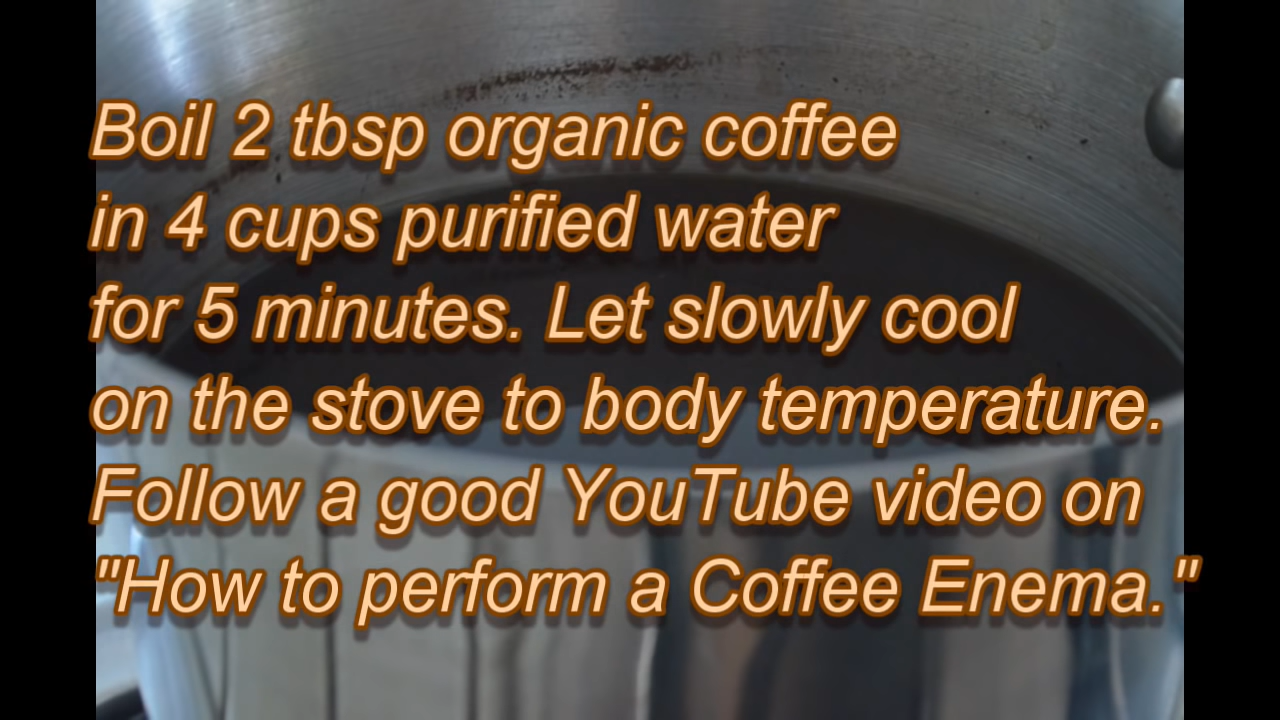 Boil 2 tbsp organic coffee
in 4 cups purified water
for 5 minutes. Let slowly cool
on the stove to body temperature.
Follow a good YouTube video on
"How to perform a Coffee Enema."